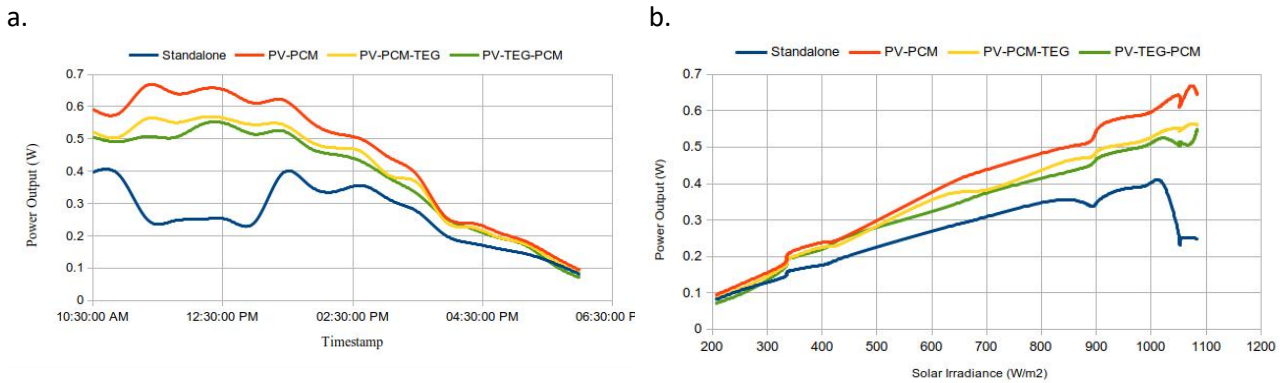 a.
Standalone PV-PCM PV-PCM-TEG PV-TEG-PCM
0.7
0.6
0.5
0.4
0.3
0.2
0.1
0
Power Output (W)
10:30:00 AM 12:30:00 PM 02:30:00 PM 04:30:00 PM 06:30:00 P
Timestamp
b.
Standalone PV-PCM PV-PCM-TEG PV-TEG-PCM
0.7
0.6
0.5
0.4
0.3
0.2
0.1
0
Power Output (W)
200 300 400 500 600 700 800 900 1000 1100 1200
Solar Irradiance (W/m2)